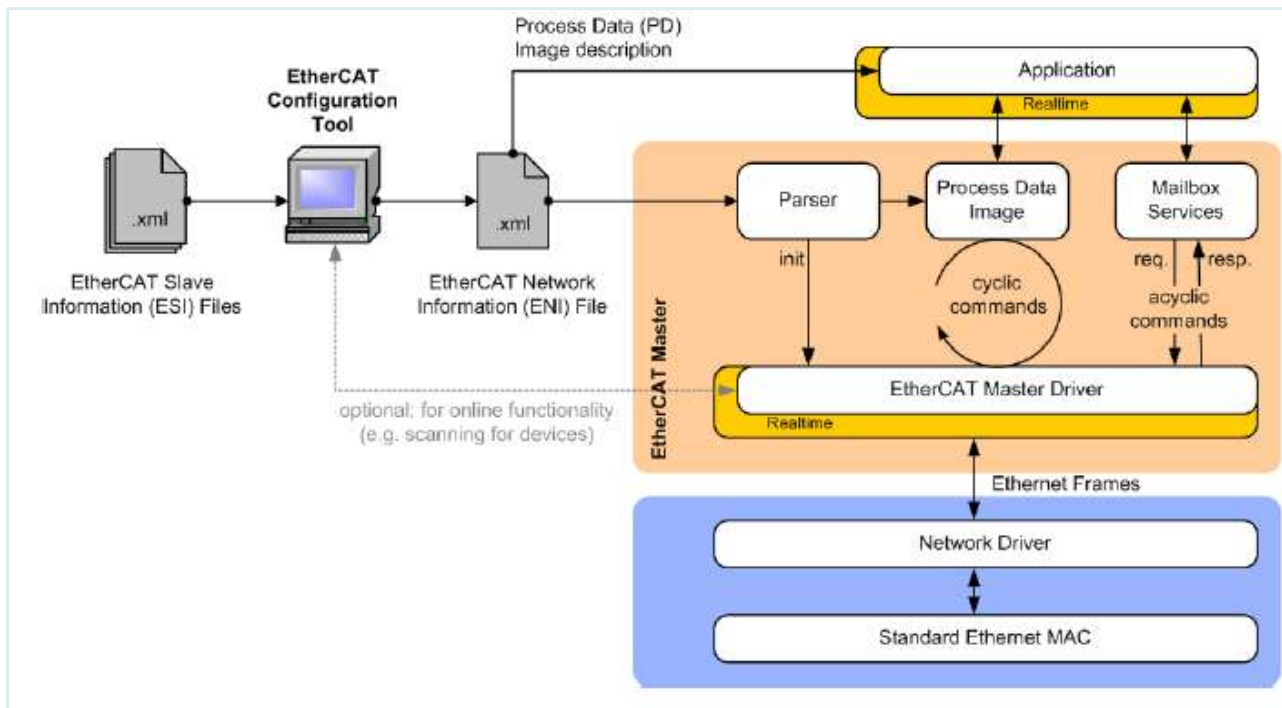 Process Data (PD)
Image description
EtherCAT
Configuration
Tool
Application
Realtime
.xml
.xml
Parser
Process Data
Image
Mailbox
Services
EtherCAT Slave
Information (ESI) Files
EtherCAT Network
Information (ENI) File
init
cyclic
commands
req.
resp.
acyclic
commands
EtherCAT Master
EtherCAT Master Driver
Realtime
optional; for online functionality
(e.g. scanning for devices)
Ethernet Frames
Network Driver
Standard Ethernet MAC